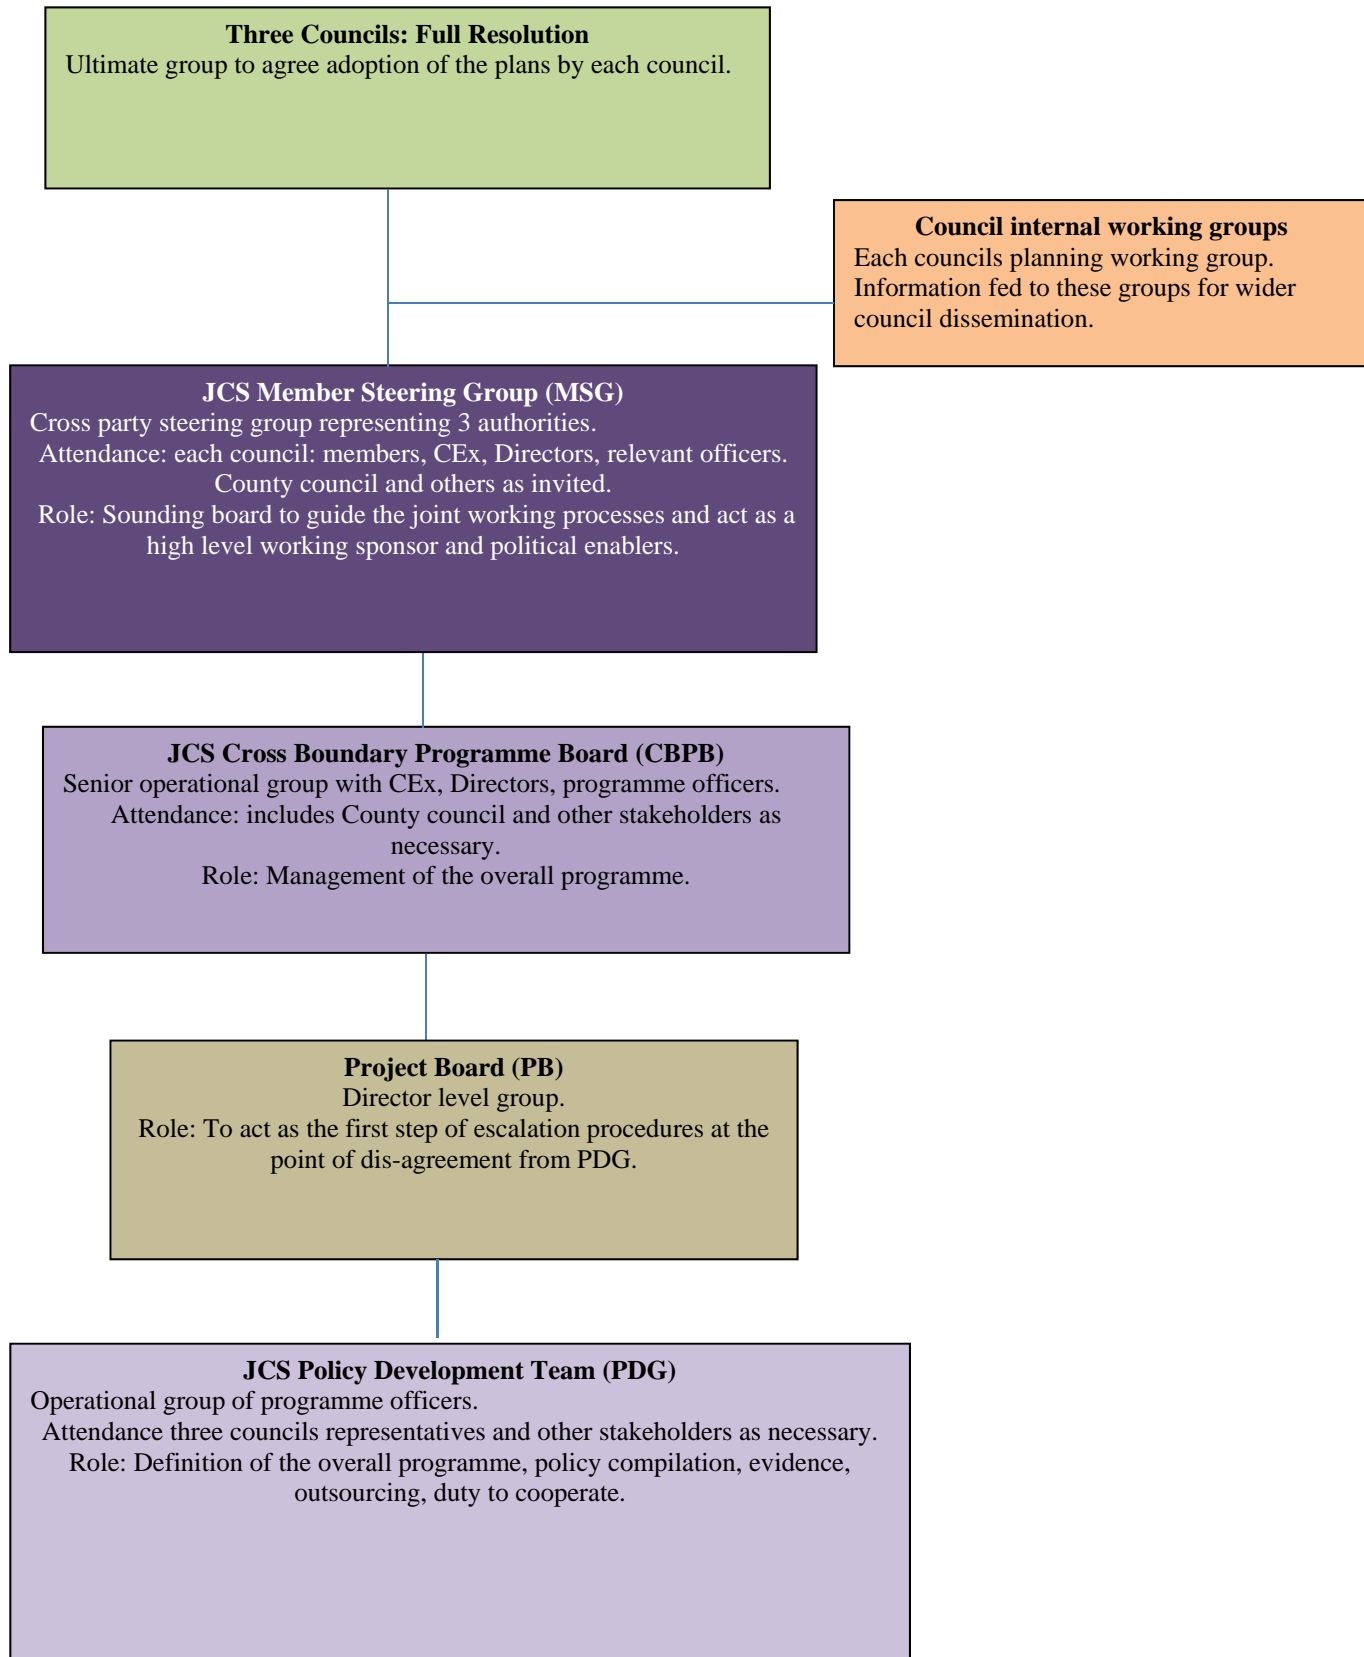 Three Councils: Full Resolution
Ultimate group to agree adoption of the plans by each council.
Council internal working groups
Each councils planning working group.
Information fed to these groups for wider
council dissemination.
JCS Member Steering Group (MSG)
Cross party steering group representing 3 authorities.
Attendance: each council: members, CEx, Directors, relevant officers.
County council and others as invited.
Role: Sounding board to guide the joint working processes and act as a
high level working sponsor and political enablers.
JCS Cross Boundary Programme Board (CBPB)
Senior operational group with CEx, Directors, programme officers.
Attendance: includes County council and other stakeholders as
necessary.
Role: Management of the overall programme.
Project Board (PB)
Director level group.
Role: To act as the first step of escalation procedures at the
point of dis-agreement from PDG.
JCS Policy Development Team (PDG)
Operational group of programme officers.
Attendance three councils representatives and other stakeholders as necessary.
Role: Definition of the overall programme, policy compilation, evidence,
outsourcing, duty to cooperate.